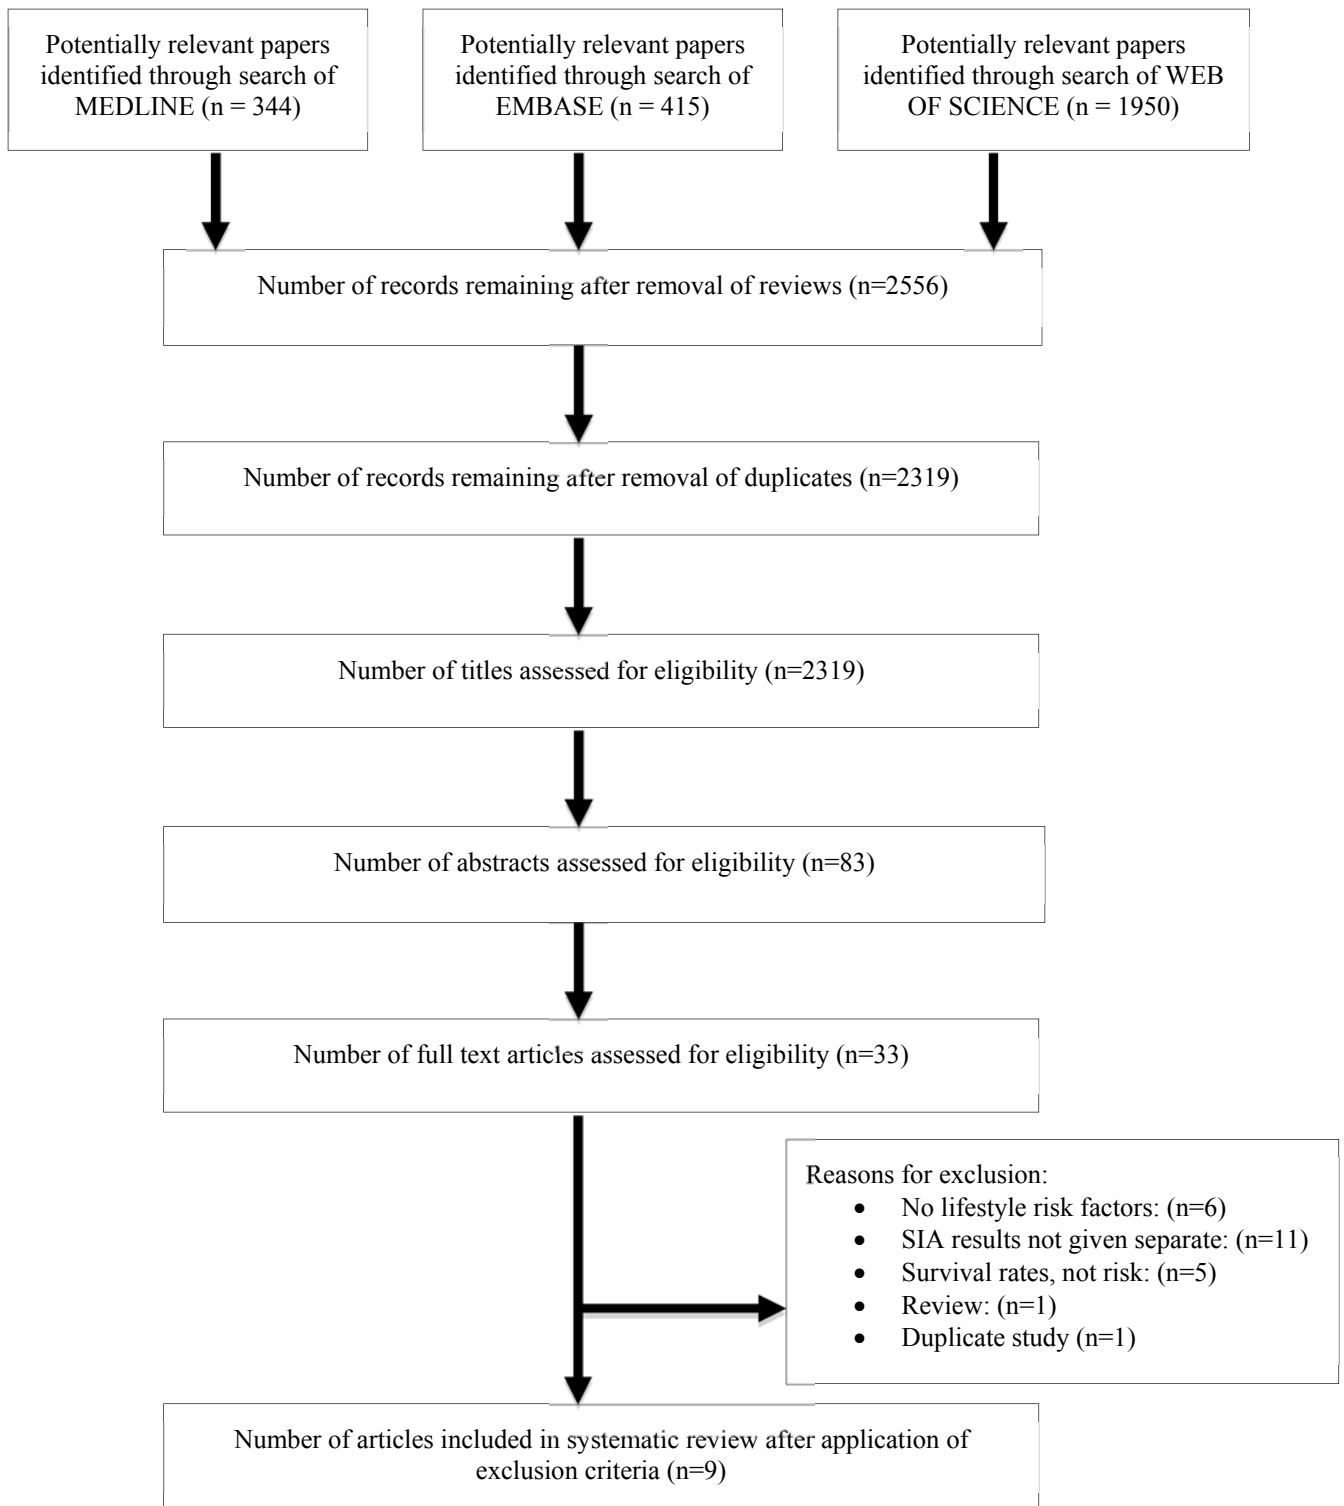 Potentially relevant papers
identified through search of
MEDLINE (n = 344)
Potentially relevant papers
identified through search of
EMBASE (n = 415)
Potentially relevant papers
identified through search of WEB
OF SCIENCE (n = 1950)
Number of records remaining after removal of reviews (n=2556)
Number of records remaining after removal of duplicates (n=2319)
Number of titles assessed for eligibility (n=2319)
Number of abstracts assessed for eligibility (n=83)
Number of full text articles assessed for eligibility (n=33)
Reasons for exclusion:
• No lifestyle risk factors: (n=6)
• SIA results not given separate: (n=11)
• Survival rates, not risk: (n=5)
• Review: (n=1)
• Duplicate study (n=1)
Number of articles included in systematic review after application of
exclusion criteria (n=9)